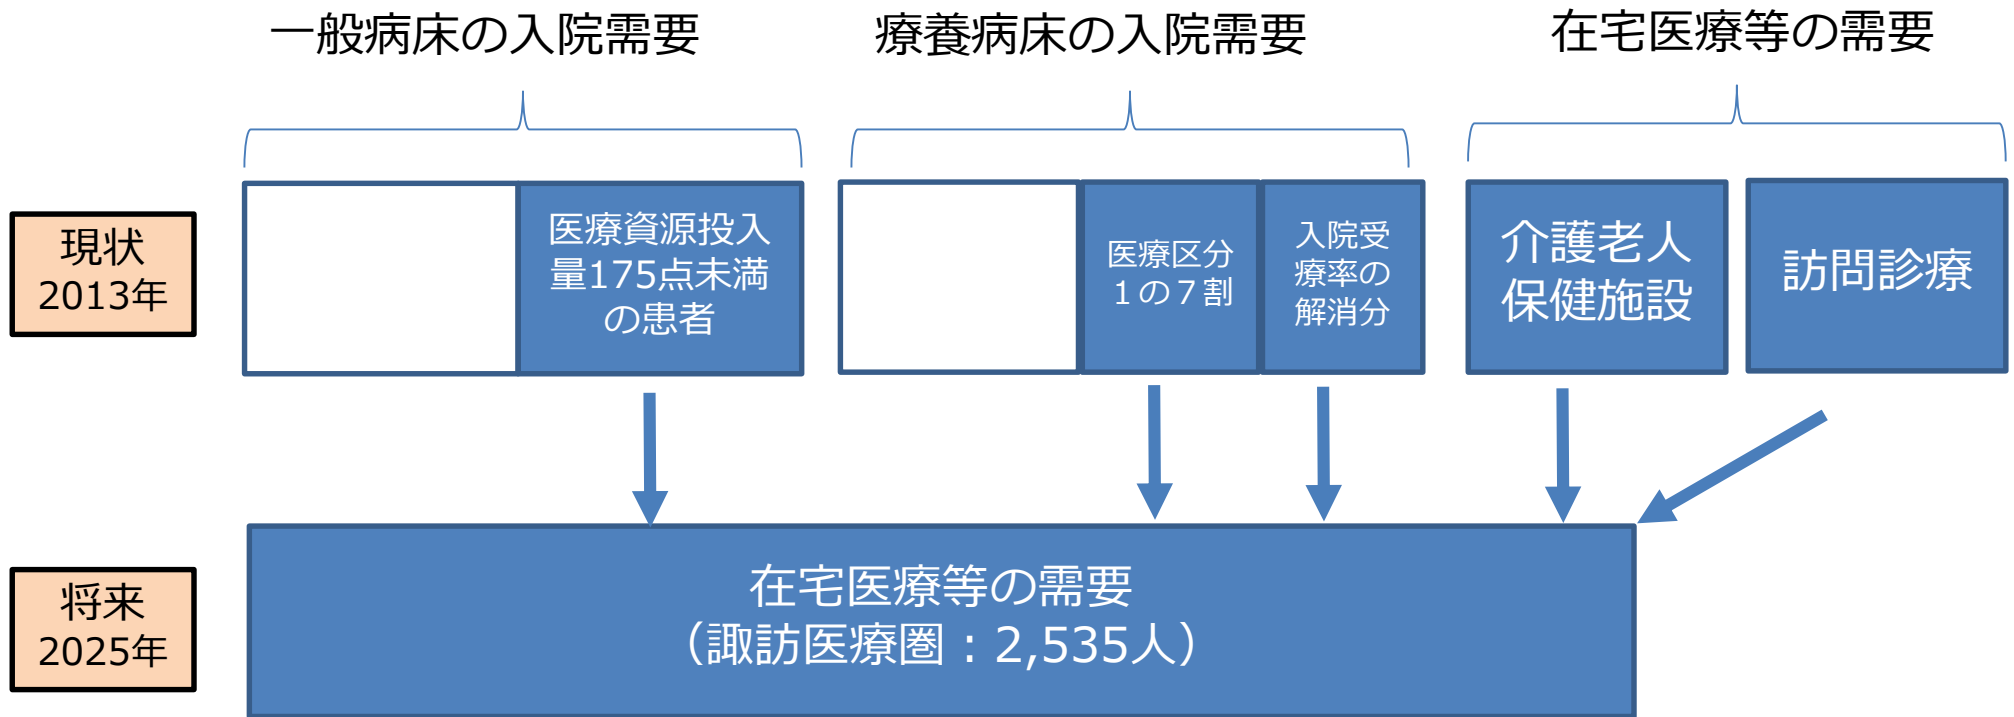 一般病床の入院需要
療養病床の入院需要
在宅医療等の需要
現状
2013年
医療資源投入
量175点未満
の患者
医療区分
１の７割
入院受
療率の
解消分
介護老人
保健施設
訪問診療
将来
2025年
在宅医療等の需要
（諏訪医療圏：2,535人）